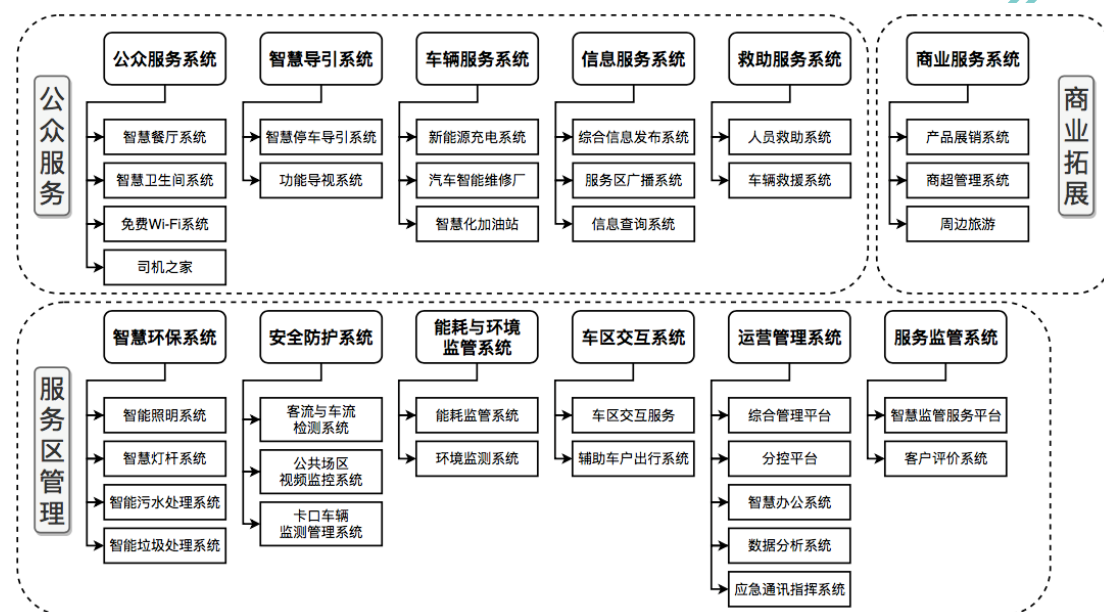 公众服务
公众服务系统
智慧餐厅系统
智慧卫生间系统
免费Wi-Fi系统
司机之家
智慧导引系统
智慧停车导引系统
功能导视系统
车辆服务系统
新能源充电系统
汽车智能维修厂
智慧化加油站
信息服务系统
综合信息发布系统
服务区广播系统
信息查询系统
救助服务系统
人员救助系统
车辆救援系统
商业服务系统
产品展销系统
商超管理系统
周边旅游
商业拓展
服务区管理
智慧环保系统
智能照明系统
智慧灯杆系统
智能污水处理系统
智能垃圾处理系统
安全防护系统
客流与车流
检测系统
公共场区
视频监控系统
卡口车辆
监测管理系统
能耗与环境
监管系统
能耗监管系统
环境监测系统
车区交互系统
车区交互服务
辅助车户出行系统
运营管理系统
综合管理平台
分控平台
智慧办公系统
数据分析系统
应急通讯指挥系统
服务监管系统
智慧监管服务平台
客户评价系统